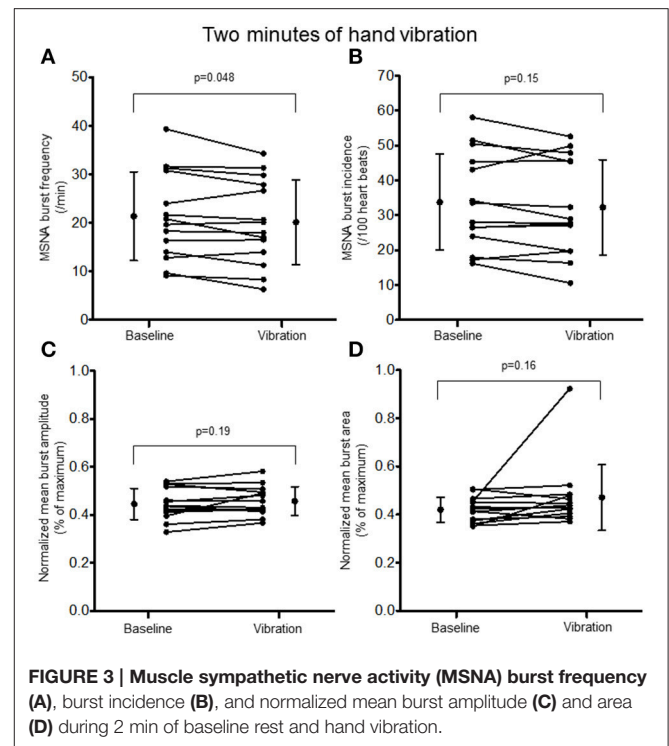 Two minutes of hand vibration
A
p=0.048
MSNA burst frequency
(/min)
50
40
30
20
10
0
Baseline
Vibration
B
p=0.15
MSNA burst incidence
(/100 heart beats)
70
60
50
40
30
20
10
0
Baseline
Vibration
C
p=0.19
Normalized mean burst amplitude
(% of maximum)
1.0
0.8
0.6
0.4
0.2
0.0
Baseline
Vibration
D
p=0.16
Normalized mean burst area
(% of maximum)
1.0
0.8
0.6
0.4
0.2
0.0
Baseline
Vibration
FIGURE 3 | Muscle sympathetic nerve activity (MSNA) burst frequency
(A), burst incidence (B), and normalized mean burst amplitude (C) and area
(D) during 2 min of baseline rest and hand vibration.